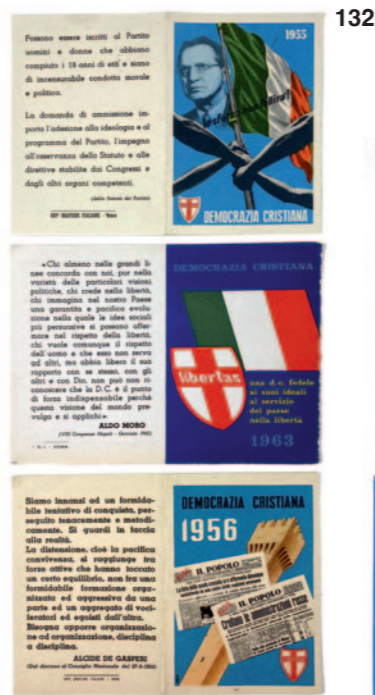 132
Possono essere iscritti al Partito
uomini e donne che abbiano
compiuto i 18 anni di età e siano
di incensurabile condotta morale
e politica.
La domanda di ammissione im-
porta l'adesione alla ideologia e al
programma del Partito, l'impegno
all'osservanza dello Statuto e alle
direttive stabilite dai Congressi e
dagli altri organi competenti.
(dallo Statuto del Partito)
1955
DEMOCRAZIA CRISTIANA
«Chi almeno nelle grandi li-
nee concorda con noi, pur nella
varietà delle particolari visioni
politiche, chi crede nella libertà,
chi immagina nel nostro Paese
una garantita e pacifica evolu-
zione nella quale le idee sociali
più persuasive si possono affer-
mare nel rispetto della libertà,
chi vuole comunque il rispetto
dell'uomo e che esso non serva
ad altri, ma abbia libero il suo
rapporto con se stesso, con gli
altri e con Dio, non può non ri-
conoscere che la D.C. è il punto
di forza indispensabile perchè
questa visione del mondo pre-
valga e si applichi».
ALDO MORO
(VIII Congresso Napoli - Gennaio 1962)
DEMOCRAZIA CRISTIANA
libertas
una d.c. fedele
ai suoi ideali
al servizio
del paese
nella libertà
1963
Siamo innanzi ad un formida-
bile tentativo di conquista, per-
seguito tenacemente e metodi-
camente. Si guardi in faccia
alla realtà.
La distensione, cioè la pacifica
convivenza, si raggiunge tra
forze attive che hanno toccato
un certo equilibrio, non fra una
formidabile formazione orga-
nizzata ed aggressiva da una
parte ed un aggregato di voci-
feratori ed egoisti dall'altra.
Bisogna opporre organizzazio-
ne ad organizzazione, disciplina
a disciplina.
ALCIDE DE GASPERI
DEMOCRAZIA CRISTIANA
1956
IL POPOLO
IL POPOLO